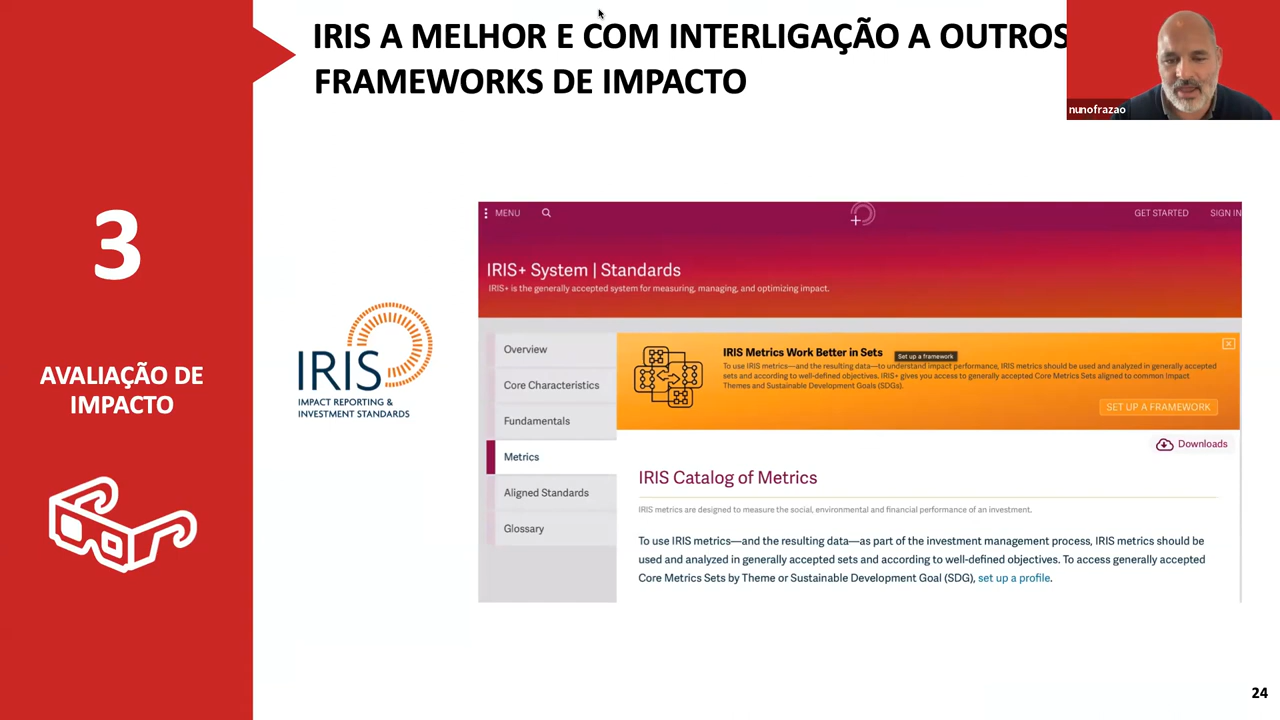 IRIS A MELHOR E COM INTERLIGAÇÃO A OUTROS
FRAMEWORKS DE IMPACTO
nunofrazao
3
AVALIAÇÃO DE
IMPACTO
IRIS
IMPACT REPORTING &
INVESTMENT STANDARDS
MENU
GET STARTED
SIGN IN
IRIS+ System | Standards
IRIS+ is the generally accepted system for measuring, managing, and optimizing impact.
Overview
Core Characteristics
Fundamentals
Metrics
Aligned Standards
Glossary
IRIS Metrics Work Better in Sets
Set up a framework
To use IRIS metrics—and the resulting data—to understand impact performance, IRIS metrics should be used and analyzed in generally accepted
sets and according to well-defined objectives. IRIS+ gives you access to generally accepted Core Metrics Sets aligned to common Impact
Themes and Sustainable Development Goals (SDGs).
SET UP A FRAMEWORK
Downloads
IRIS Catalog of Metrics
IRIS metrics are designed to measure the social, environmental and financial performance of an investment.
To use IRIS metrics—and the resulting data—as part of the investment management process, IRIS metrics should be
used and analyzed in generally accepted sets and according to well-defined objectives. To access generally accepted
Core Metrics Sets by Theme or Sustainable Development Goal (SDG), set up a profile.
24